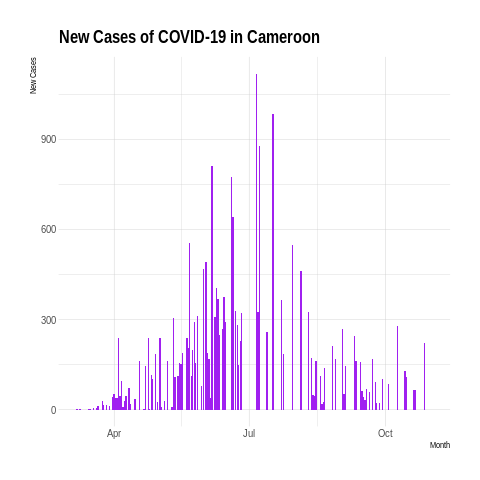 New Cases of COVID-19 in Cameroon
New Cases
900
600
300
0
Apr
Jul
Oct
Month